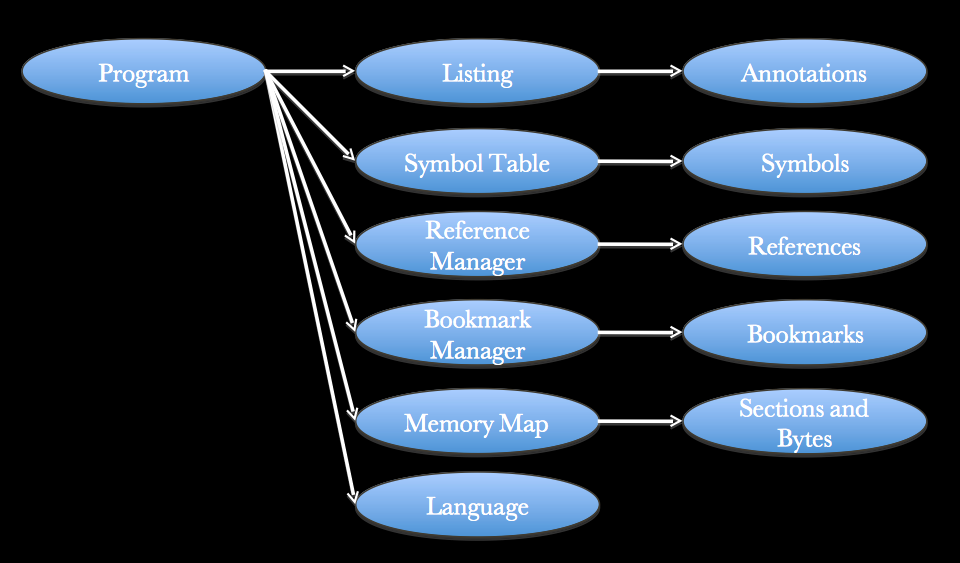 Program
Listing
Annotations
Symbol Table
Symbols
Reference
Manager
References
Bookmark
Manager
Bookmarks
Memory Map
Sections and
Bytes
Language